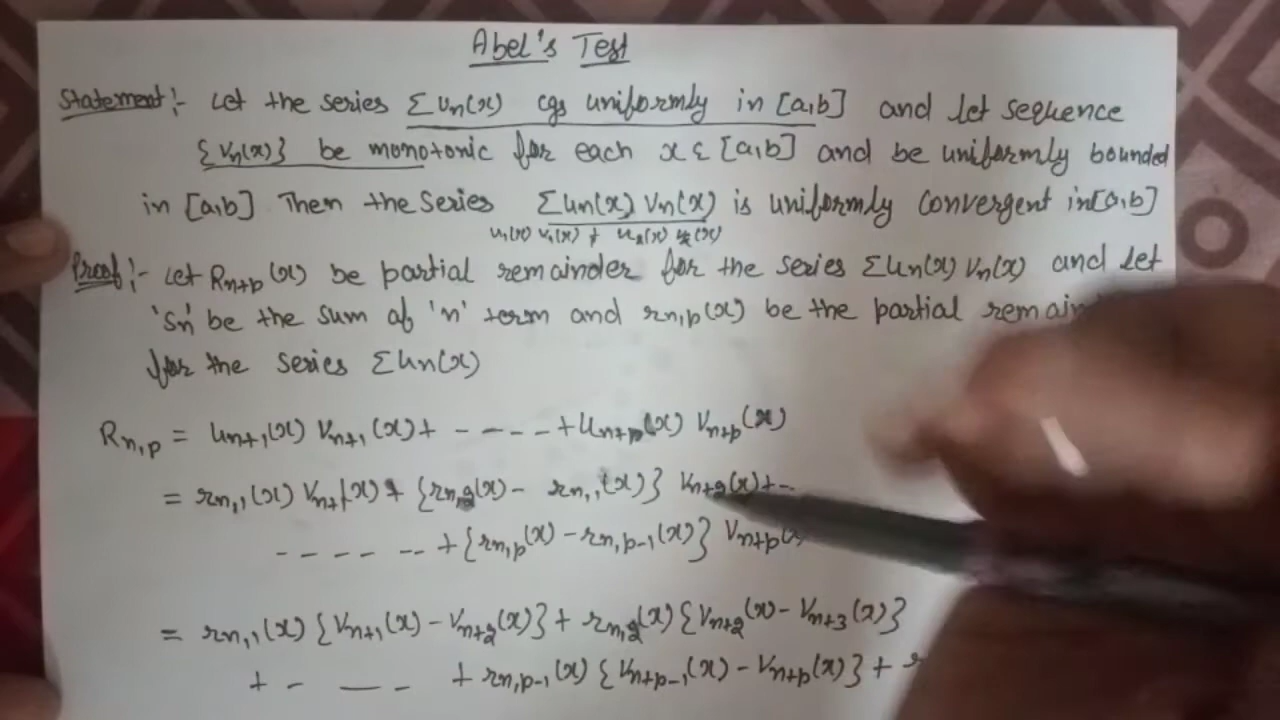 Abel's Test
Statement:- Let the series Σun(x) cgs uniformly in [a,b] and let sequence
{Vn(x)} be monotonic for each x ε [a,b] and be uniformly bounded
in [a,b] Then the series Σun(x) Vn(x) is uniformly convergent in [a,b]
u1(x) v1(x) + u2(x) v2(x)
Proof:- Let Rn+p(x) be partial remainder for the series Σun(x) Vn(x) and let
'Sn' be the sum of 'n' term and rn,p(x) be the partial
for the series Σun(x)
Rn,p = un+1(x) Vn+1(x) + - - - - + un+p(x) Vn+p(x)
= rn,1(x) Vn+1(x) + {rn,2(x) - rn,1(x)} Vn+2(x) + --
- - - - -- + {rn,p(x) - rn,p-1(x)} Vn+p(x
= rn,1(x) {Vn+1(x) - Vn+2(x)} + rn,2(x) {Vn+2(x) - Vn+3(x)}
+ - — - - + rn,p-1(x) {Vn+p-1(x) - Vn+p(x)} +